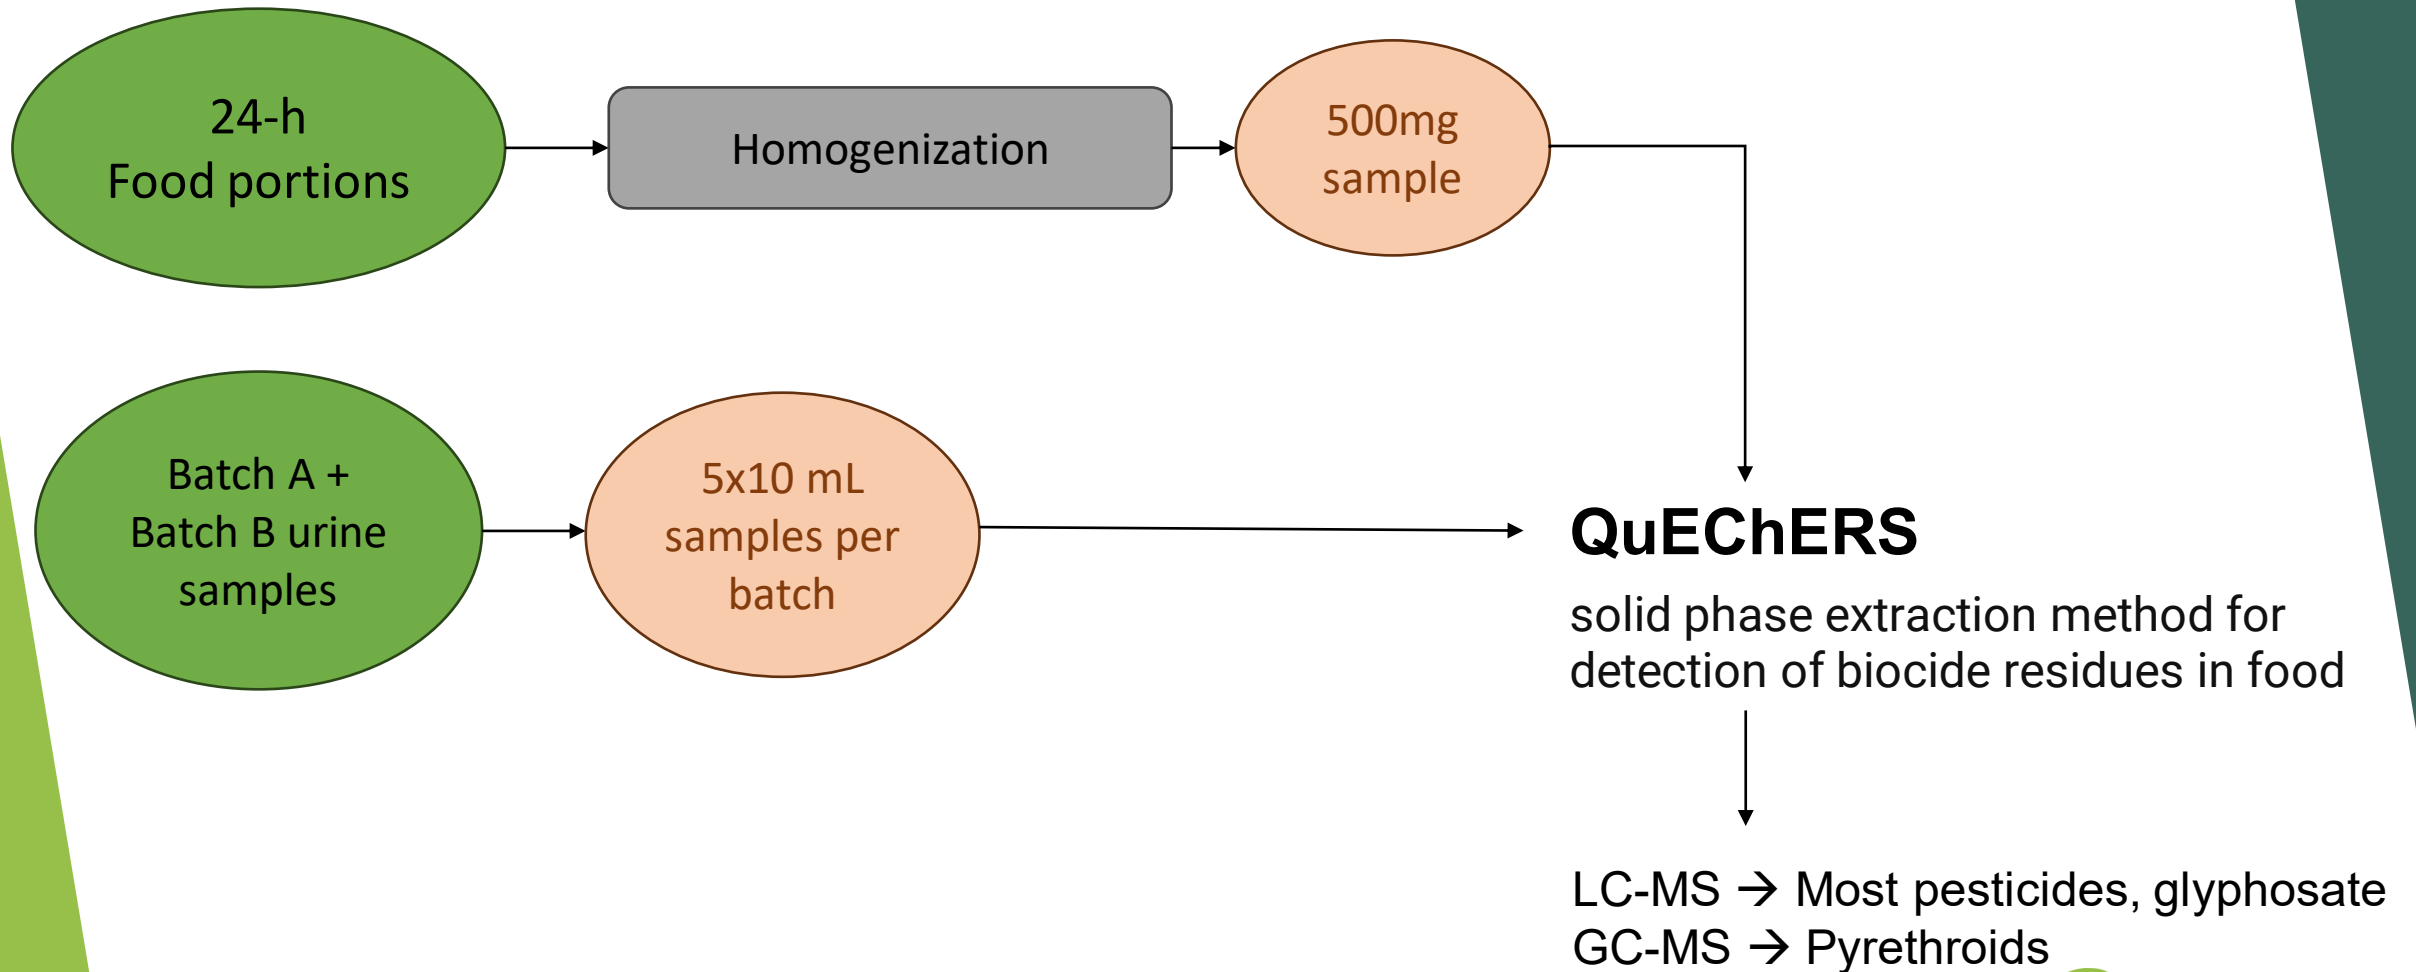 24-h
Food portions
Homogenization
500mg
sample
Batch A +
Batch B urine
samples
5x10 mL
samples per
batch
QuEChERS
solid phase extraction method for
detection of biocide residues in food
LC-MS → Most pesticides, glyphosate
GC-MS → Pyrethroids